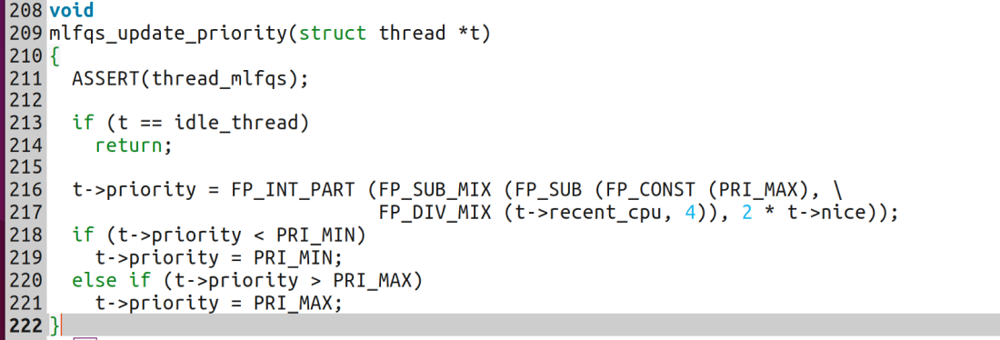 208 void
209 mlfqs_update_priority(struct thread *t)
210 {
211   ASSERT(thread_mlfqs);
212
213   if (t == idle_thread)
214     return;
215
216   t->priority = FP_INT_PART (FP_SUB_MIX (FP_SUB (FP_CONST (PRI_MAX), \
217                              FP_DIV_MIX (t->recent_cpu, 4)), 2 * t->nice));
218   if (t->priority < PRI_MIN)
219     t->priority = PRI_MIN;
220   else if (t->priority > PRI_MAX)
221     t->priority = PRI_MAX;
222 }